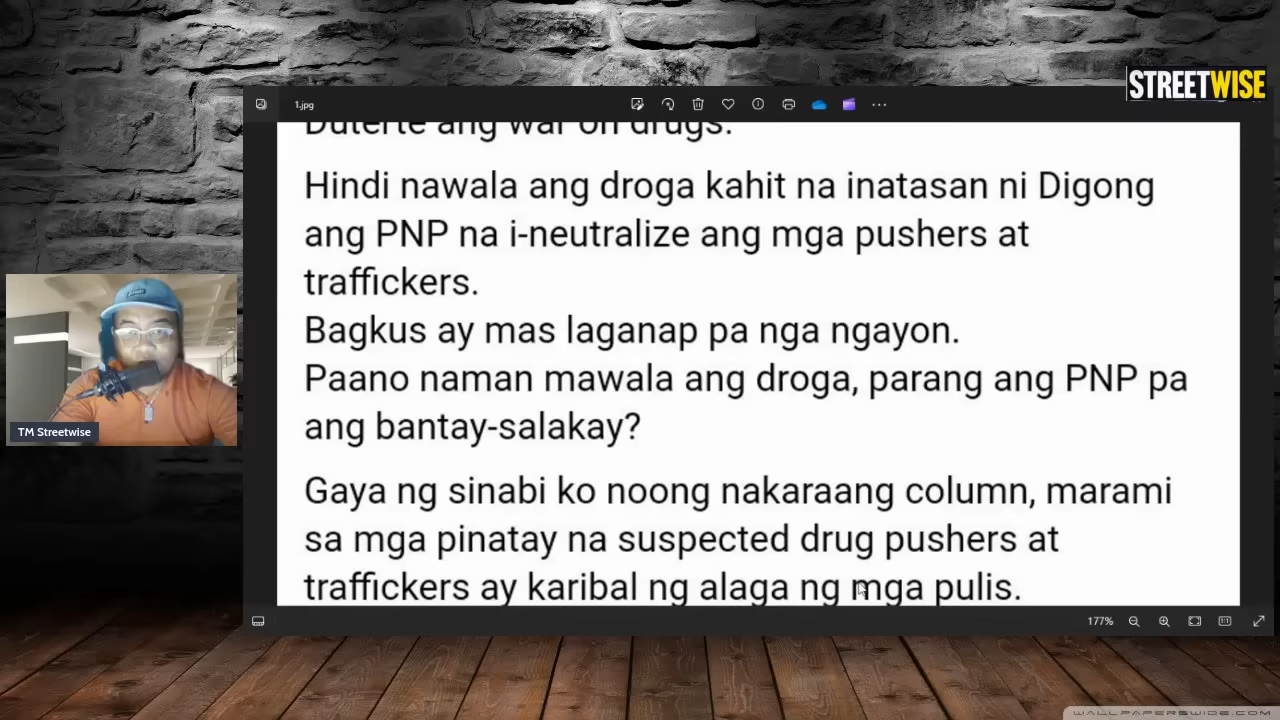 STREETWISE
1.jpg
Duterte ang war on drugs.
Hindi nawala ang droga kahit na inatasan ni Digong
ang PNP na i-neutralize ang mga pushers at
traffickers.
Bagkus ay mas laganap pa nga ngayon.
Paano naman mawala ang droga, parang ang PNP pa
ang bantay-salakay?
Gaya ng sinabi ko noong nakaraang column, marami
sa mga pinatay na suspected drug pushers at
traffickers ay karibal ng alaga ng mga pulis.
TM Streetwise
177%
WALLPAPERSWIDE.COM